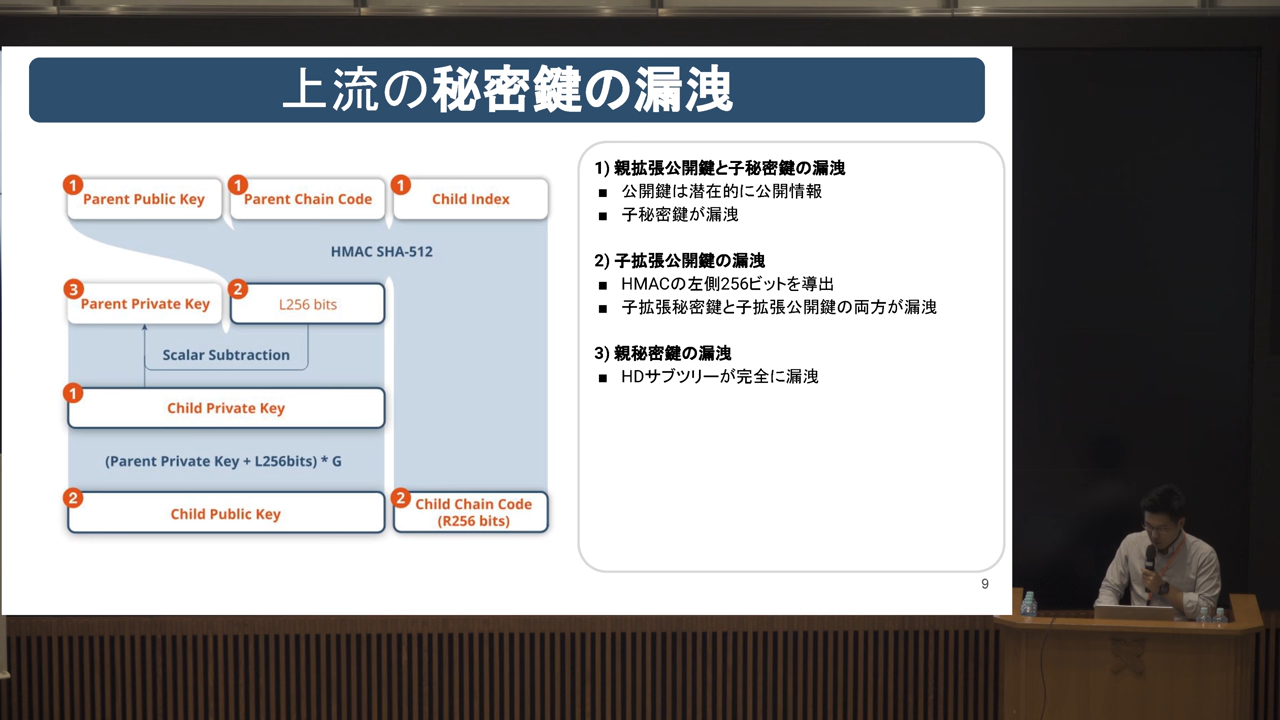 上流の秘密鍵の漏洩
1 Parent Public Key
1 Parent Chain Code
1 Child Index
HMAC SHA-512
3 Parent Private Key
2 L256 bits
Scalar Subtraction
1 Child Private Key
(Parent Private Key + L256bits) * G
2 Child Public Key
2 Child Chain Code
(R256 bits)
1) 親拡張公開鍵と子秘密鍵の漏洩
■ 公開鍵は潜在的に公開情報
■ 子秘密鍵が漏洩
2) 子拡張公開鍵の漏洩
■ HMACの左側256ビットを導出
■ 子拡張秘密鍵と子拡張公開鍵の両方が漏洩
3) 親秘密鍵の漏洩
■ HDサブツリーが完全に漏洩
9